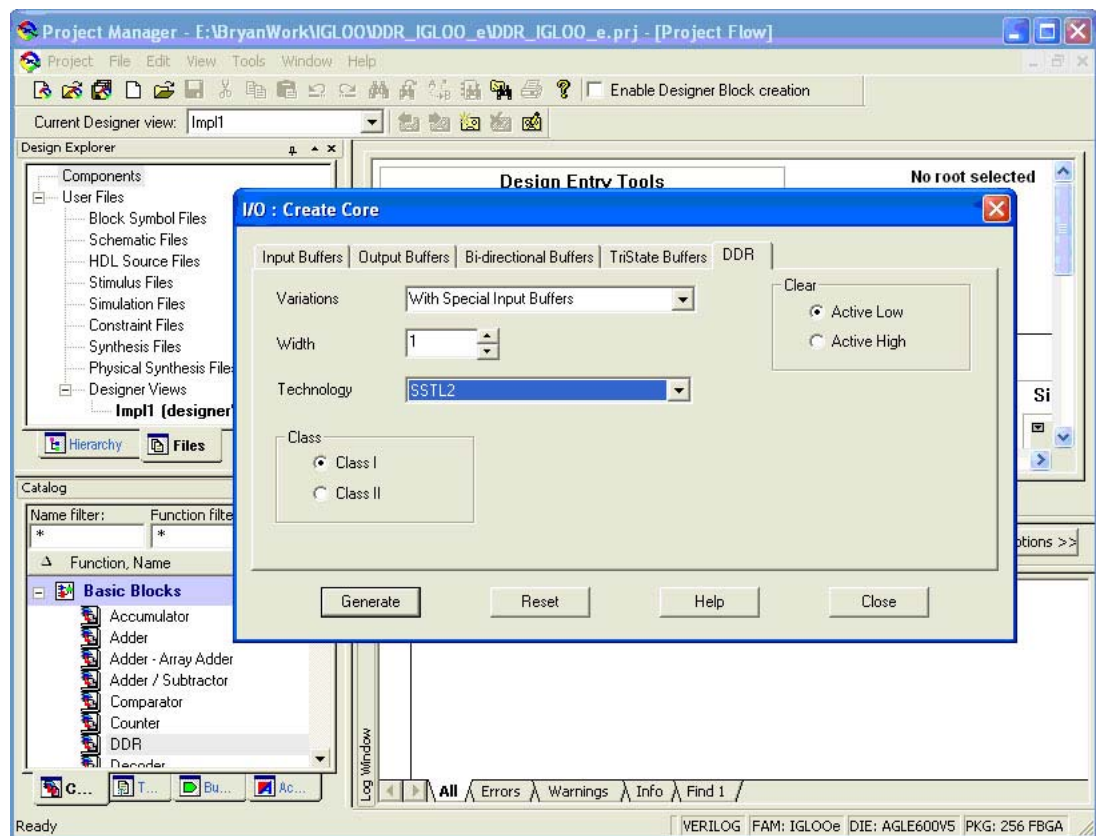 Project Manager - E:\BryanWork\IGLOO\DDR_IGLOO_e\DDR_IGLOO_e.prj - [Project Flow]
Project File Edit View Tools Window Help
Enable Designer Block creation
Current Designer view: Impl1
Design Explorer
Components
User Files
Block Symbol Files
Schematic Files
HDL Source Files
Stimulus Files
Simulation Files
Constraint Files
Synthesis Files
Physical Synthesis File
Designer Views
Impl1 (designer
Hierarchy Files
Design Entry Tools
No root selected
Si
I/O : Create Core
Input Buffers Output Buffers Bi-directional Buffers TriState Buffers DDR
Variations With Special Input Buffers
Width 1
Technology SSTL2
Clear
Active Low
Active High
Class
Class I
Class II
Generate Reset Help Close
Catalog
Name filter: Function filte
* *
Function, Name
Basic Blocks
Accumulator
Adder
Adder - Array Adder
Adder / Subtractor
Comparator
Counter
DDR
Decoder
C... T... Bu... Ac...
ptions >>
Log Window
All Errors Warnings Info Find 1
Ready
VERILOG FAM: IGLOOe DIE: AGLE600V5 PKG: 256 FBGA